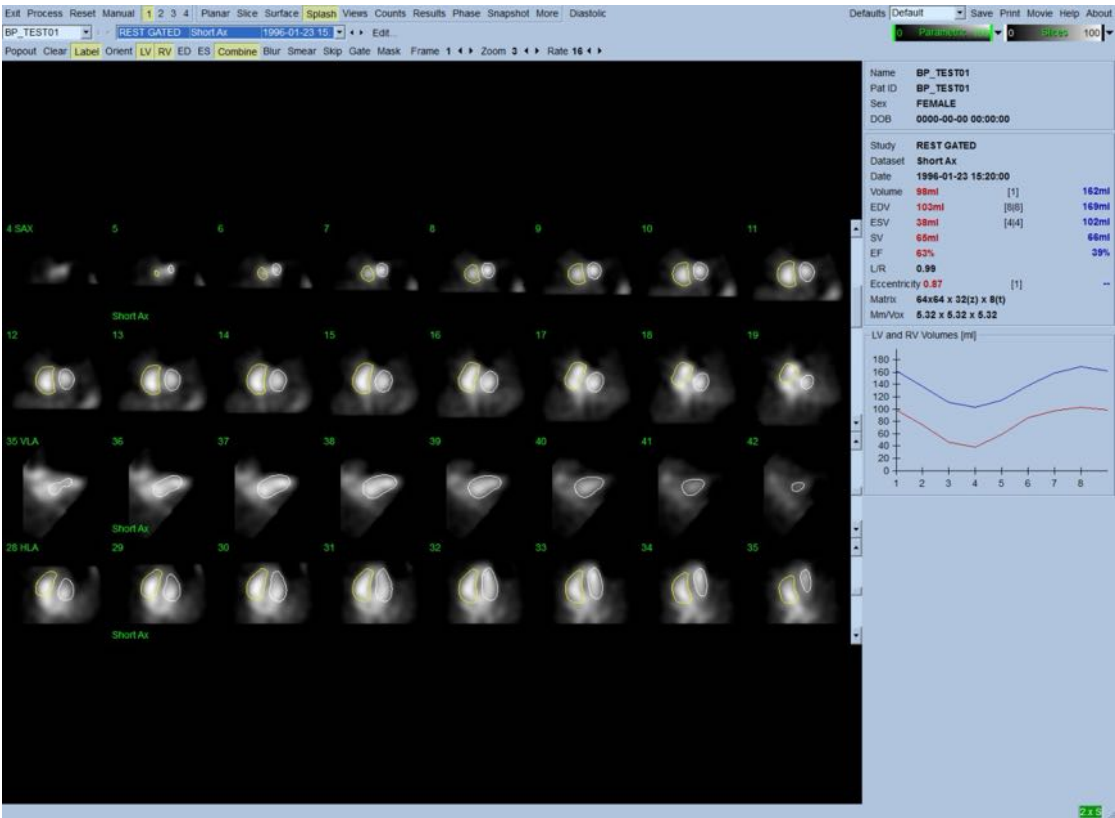 Exit Process Reset Manual 1 2 3 4 Planar Slice Surface Splash Views Counts Results Phase Snapshot More Diastolic Defaults Default Save Print Movie Help About
BP_TEST01 REST GATED Short Ax 1996-01-23 15 Edit... 0 Parametric 0 Slices 100
Popout Clear Label Orient LV RV ED ES Combine Blur Smear Skip Gate Mask Frame 1 Zoom 3 Rate 16
Name BP_TEST01
Pat ID BP_TEST01
Sex FEMALE
DOB 0000-00-00 00:00:00
Study REST GATED
Dataset Short Ax
Date 1996-01-23 15:20:00
Volume 98ml [1] 162ml
EDV 103ml [8|8] 169ml
ESV 38ml [4|4] 102ml
SV 65ml 66ml
EF 63% 39%
L/R 0.99
Eccentricity 0.87 [1] --
Matrix 64x64 x 32(z) x 8(t)
Mm/Vox 5.32 x 5.32 x 5.32
LV and RV Volumes [ml]
180
160
140
120
100
80
60
40
20
0
1 2 3 4 5 6 7 8
4 SAX 5 6 7 8 9 10 11
Short Ax
12 13 14 15 16 17 18 19
35 VLA 36 37 38 39 40 41 42
Short Ax
28 HLA 29 30 31 32 33 34 35
Short Ax
2 x S